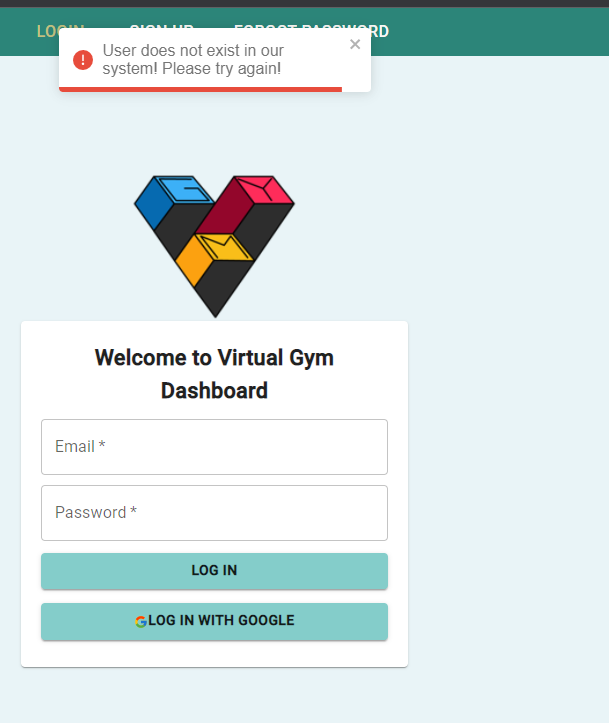 LOGIN SIGN UP FORGOT PASSWORD
User does not exist in our
system! Please try again!
Welcome to Virtual Gym
Dashboard
Email *
Password *
LOG IN
LOG IN WITH GOOGLE